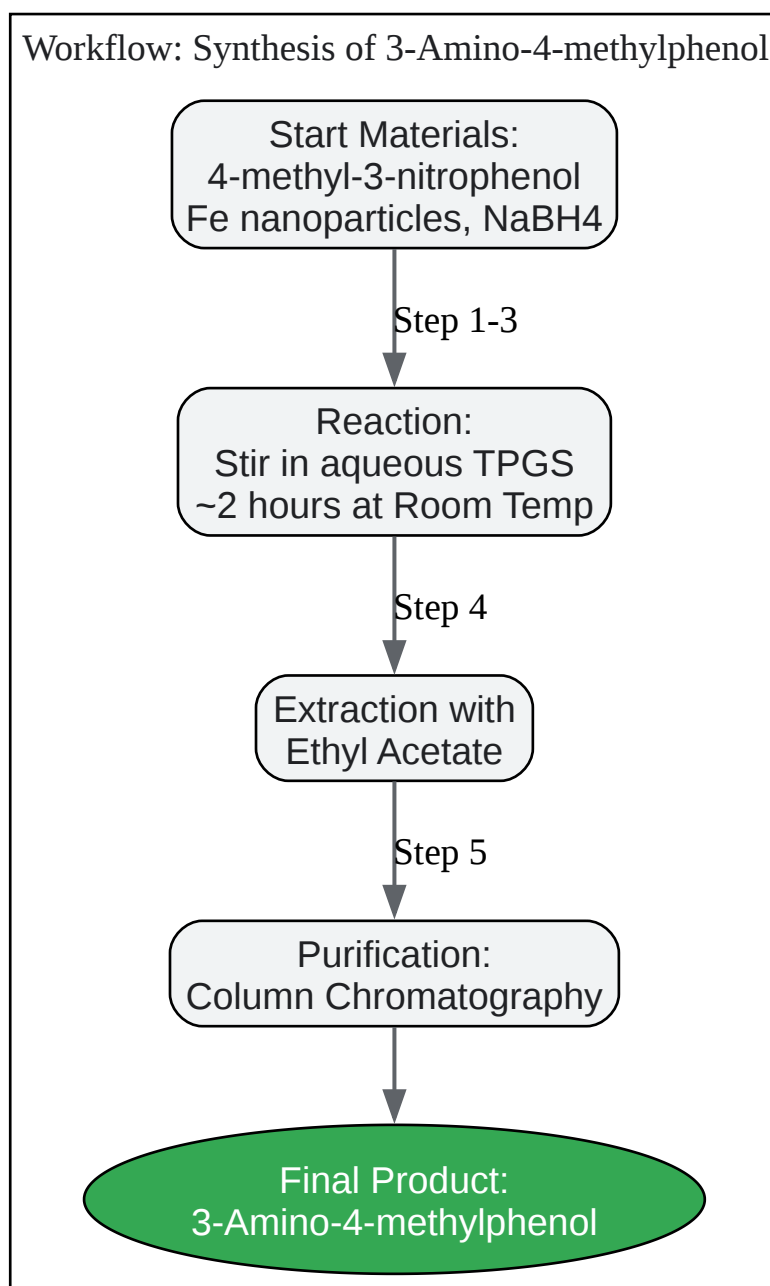 Workflow: Synthesis of 3-Amino-4-methylphenol
Start Materials:
4-methyl-3-nitrophenol
Fe nanoparticles, NaBH4
Step 1-3
Reaction:
Stir in aqueous TPGS
~2 hours at Room Temp
Step 4
Extraction with
Ethyl Acetate
Step 5
Purification:
Column Chromatography
Final Product:
3-Amino-4-methylphenol